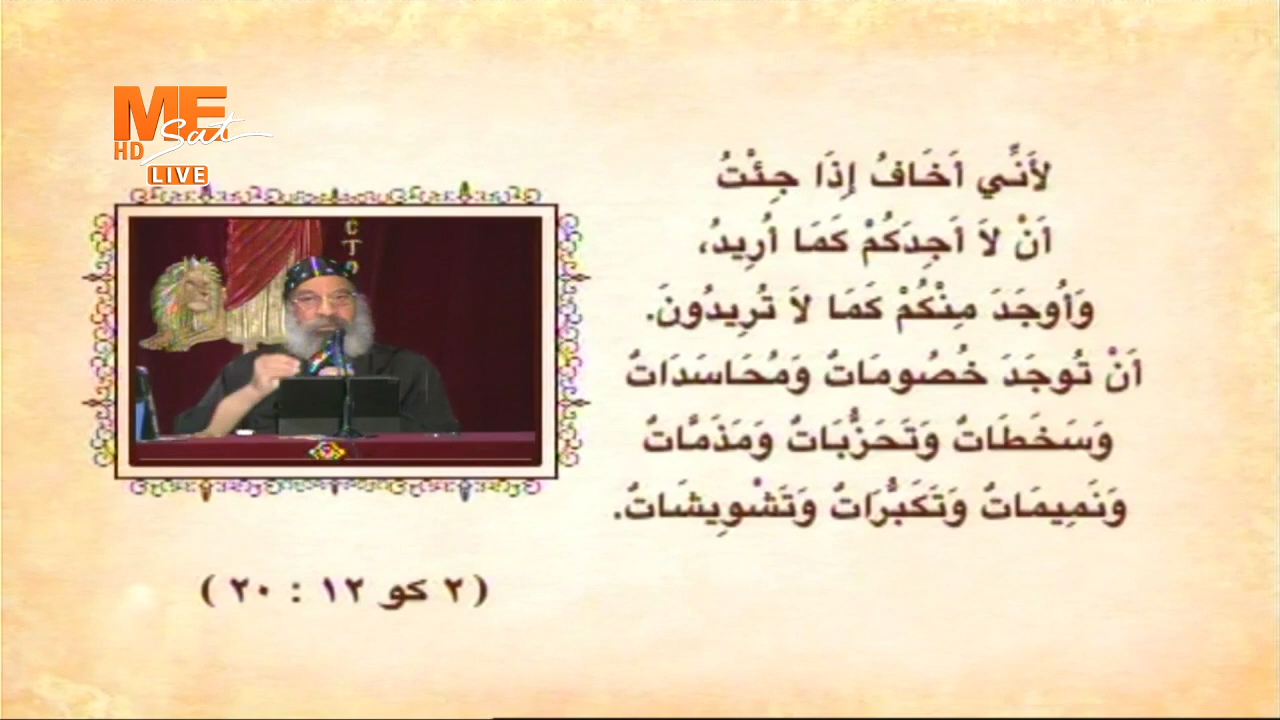 ME
Sat
HD
LIVE
لأَنِّي أَخَافُ إِذَا جِئْتُ
أَنْ لاَ أَجِدَكُمْ كَمَا أُرِيدُ،
وَأُوجَدَ مِنْكُمْ كَمَا لاَ تُرِيدُونَ.
أَنْ تُوجَدَ خُصُومَاتٌ وَمُحَاسَدَاتٌ
وَسَخَطَاتٌ وَتَحَزُّبَاتٌ وَمَذَمَّاتٌ
وَنَمِيمَاتٌ وَتَكَبُّرَاتٌ وَتَشْوِيشَاتٌ.
(٢ كو ١٢ : ٢٠)